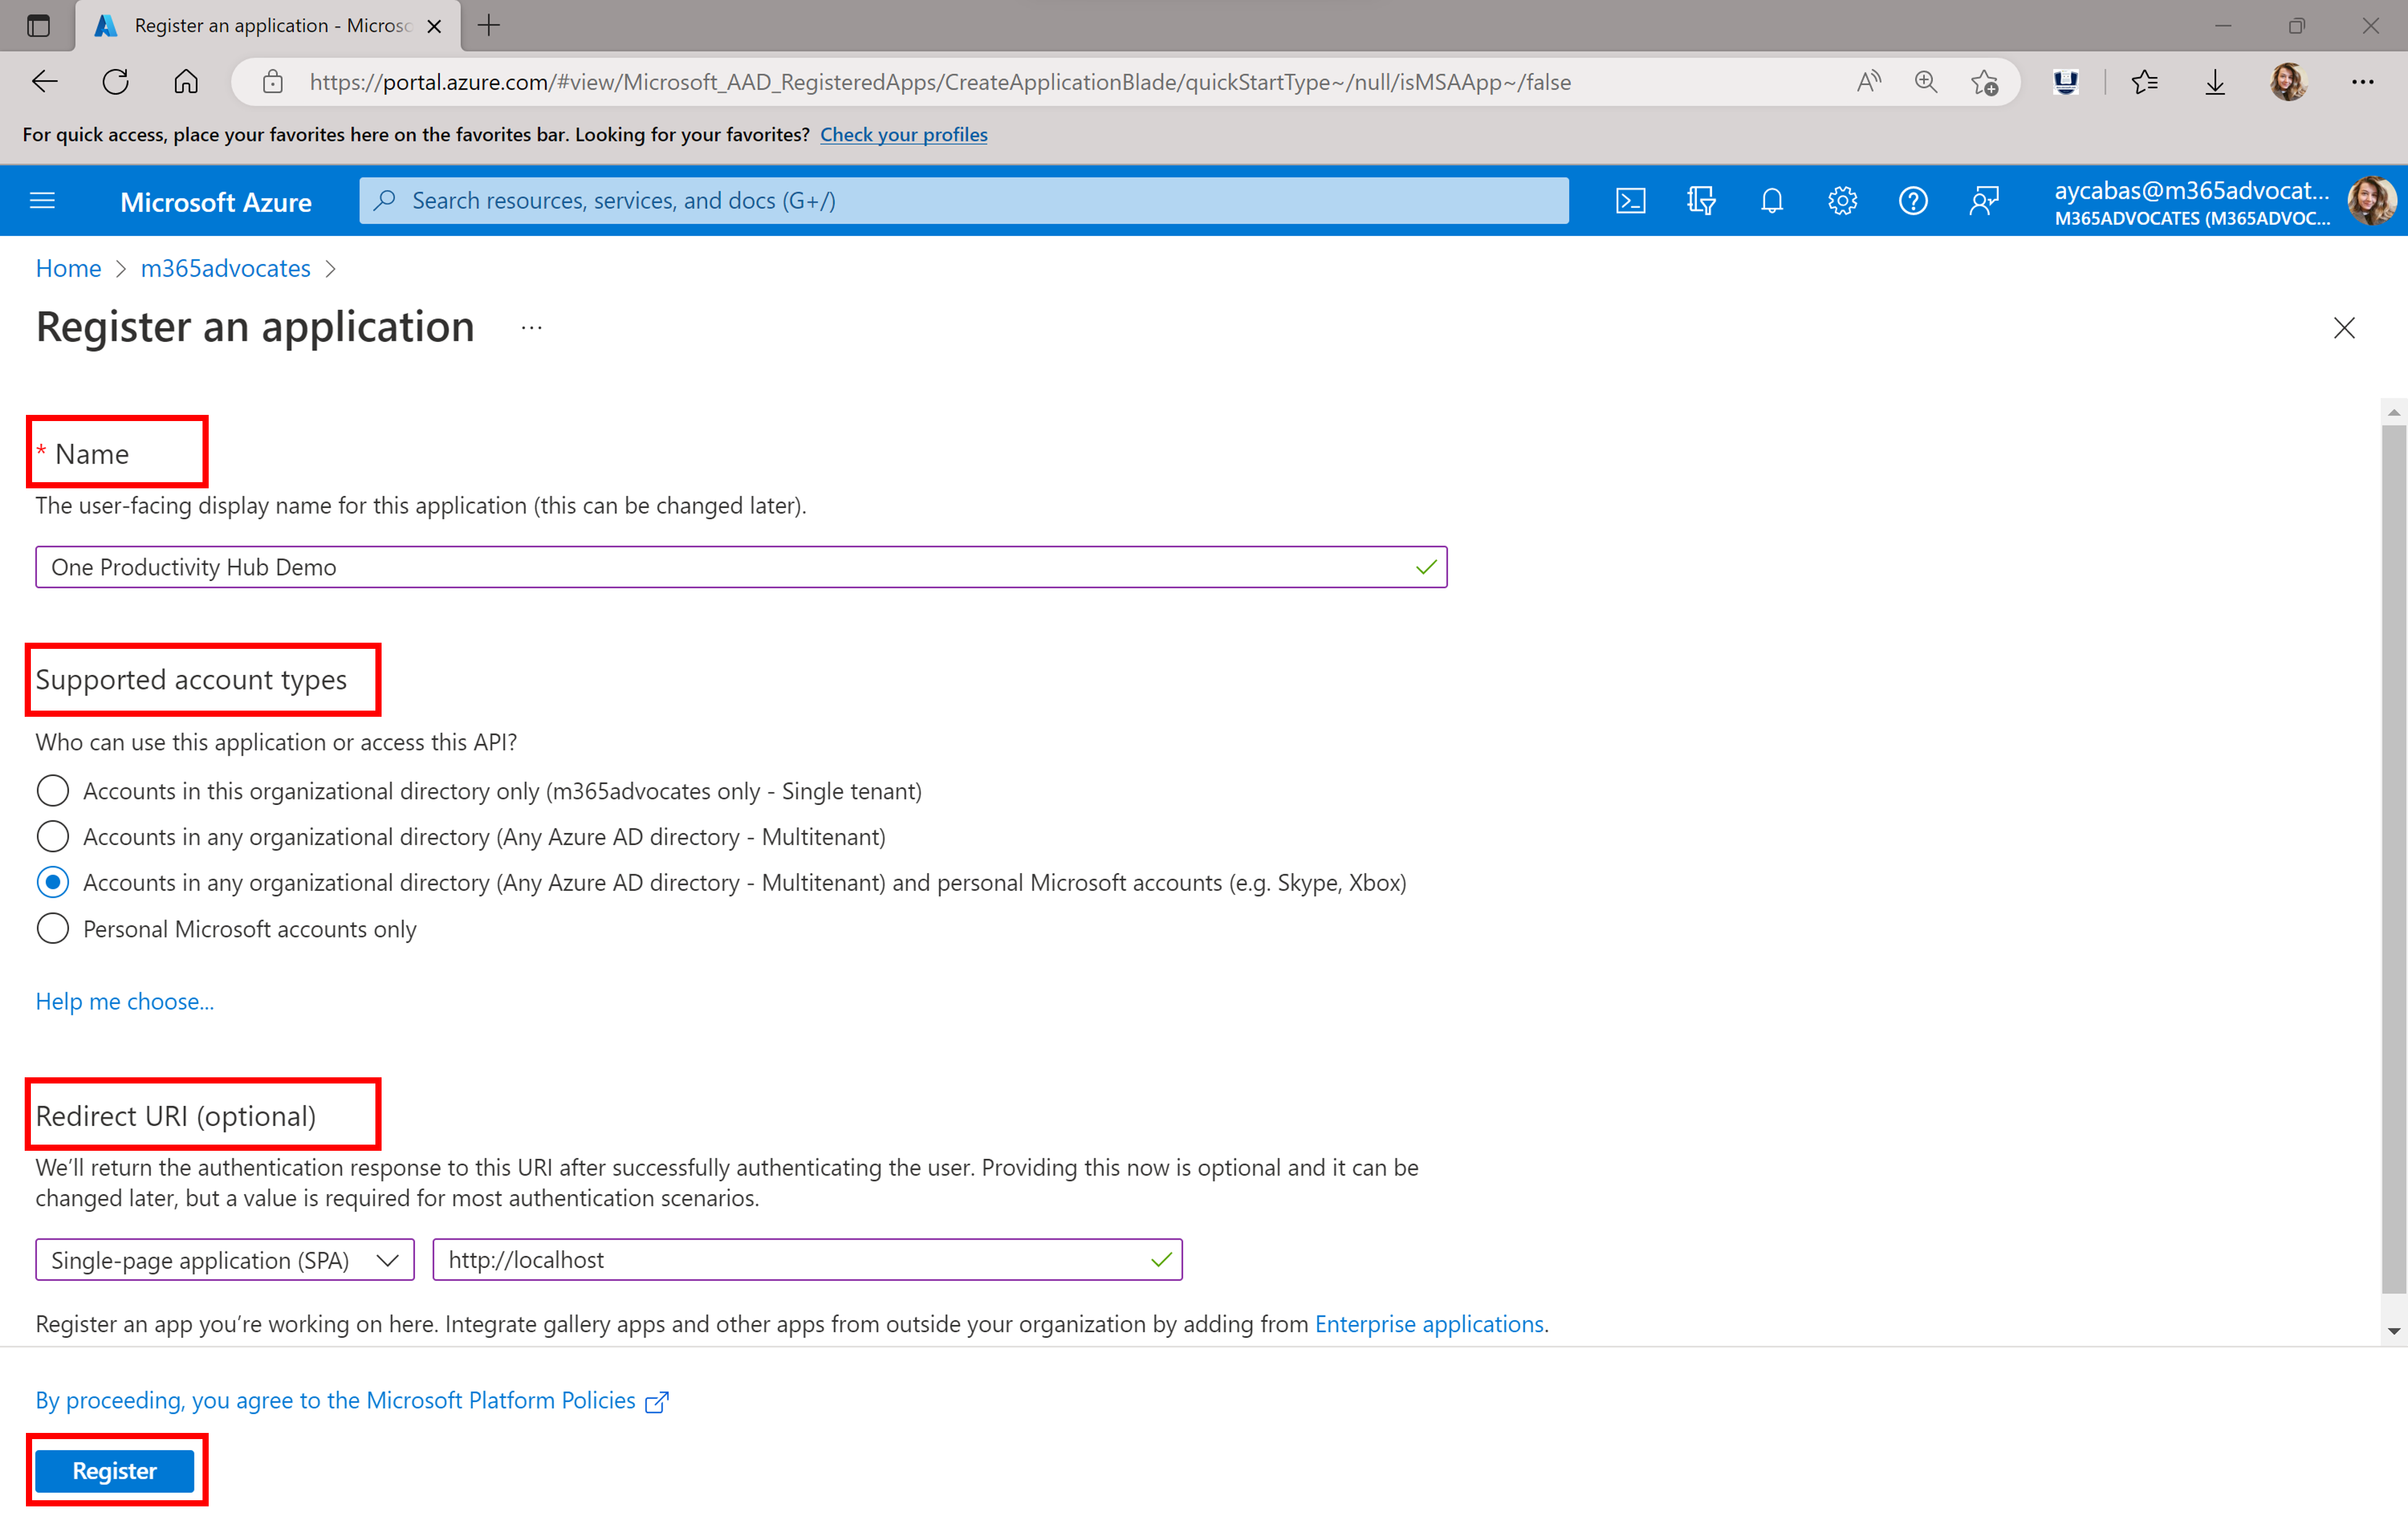 Register an application - Micros
https://portal.azure.com/#view/Microsoft_AAD_RegisteredApps/CreateApplicationBlade/quickStartType~/null/isMSAApp~/false
For quick access, place your favorites here on the favorites bar. Looking for your favorites? Check your profiles
Microsoft Azure
Search resources, services, and docs (G+/)
aycabas@m365advocat...
M365ADVOCATES (M365ADVOC...
Home > m365advocates >
Register an application ...
* Name
The user-facing display name for this application (this can be changed later).
One Productivity Hub Demo
Supported account types
Who can use this application or access this API?
Accounts in this organizational directory only (m365advocates only - Single tenant)
Accounts in any organizational directory (Any Azure AD directory - Multitenant)
Accounts in any organizational directory (Any Azure AD directory - Multitenant) and personal Microsoft accounts (e.g. Skype, Xbox)
Personal Microsoft accounts only
Help me choose...
Redirect URI (optional)
We'll return the authentication response to this URI after successfully authenticating the user. Providing this now is optional and it can be
changed later, but a value is required for most authentication scenarios.
Single-page application (SPA)
http://localhost
Register an app you're working on here. Integrate gallery apps and other apps from outside your organization by adding from Enterprise applications.
By proceeding, you agree to the Microsoft Platform Policies
Register